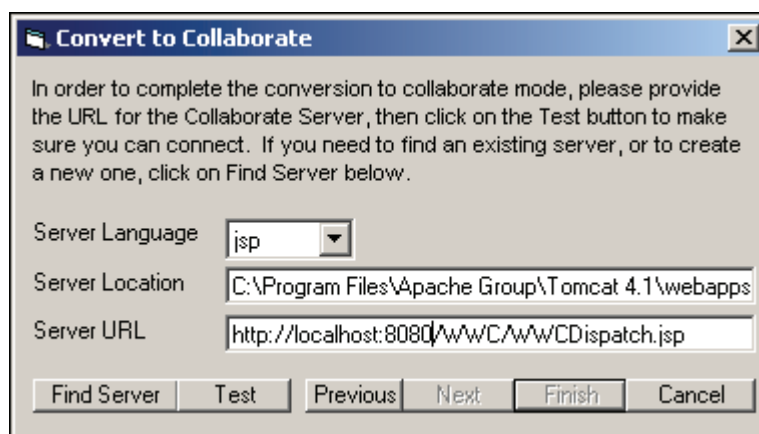 Convert to Collaborate
In order to complete the conversion to collaborate mode, please provide
the URL for the Collaborate Server, then click on the Test button to make
sure you can connect. If you need to find an existing server, or to create
a new one, click on Find Server below.
Server Language jsp
Server Location C:\Program Files\Apache Group\Tomcat 4.1\webapps
Server URL http://localhost:8080/WWC/WWCDispatch.jsp
Find Server Test Previous Next Finish Cancel